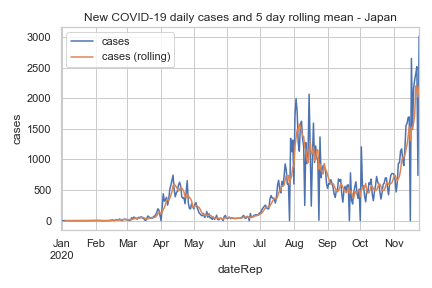 New COVID-19 daily cases and 5 day rolling mean - Japan
cases
cases (rolling)
3000
2500
2000
1500
1000
500
0
cases
Jan Feb Mar Apr May Jun Jul Aug Sep Oct Nov
2020
dateRep